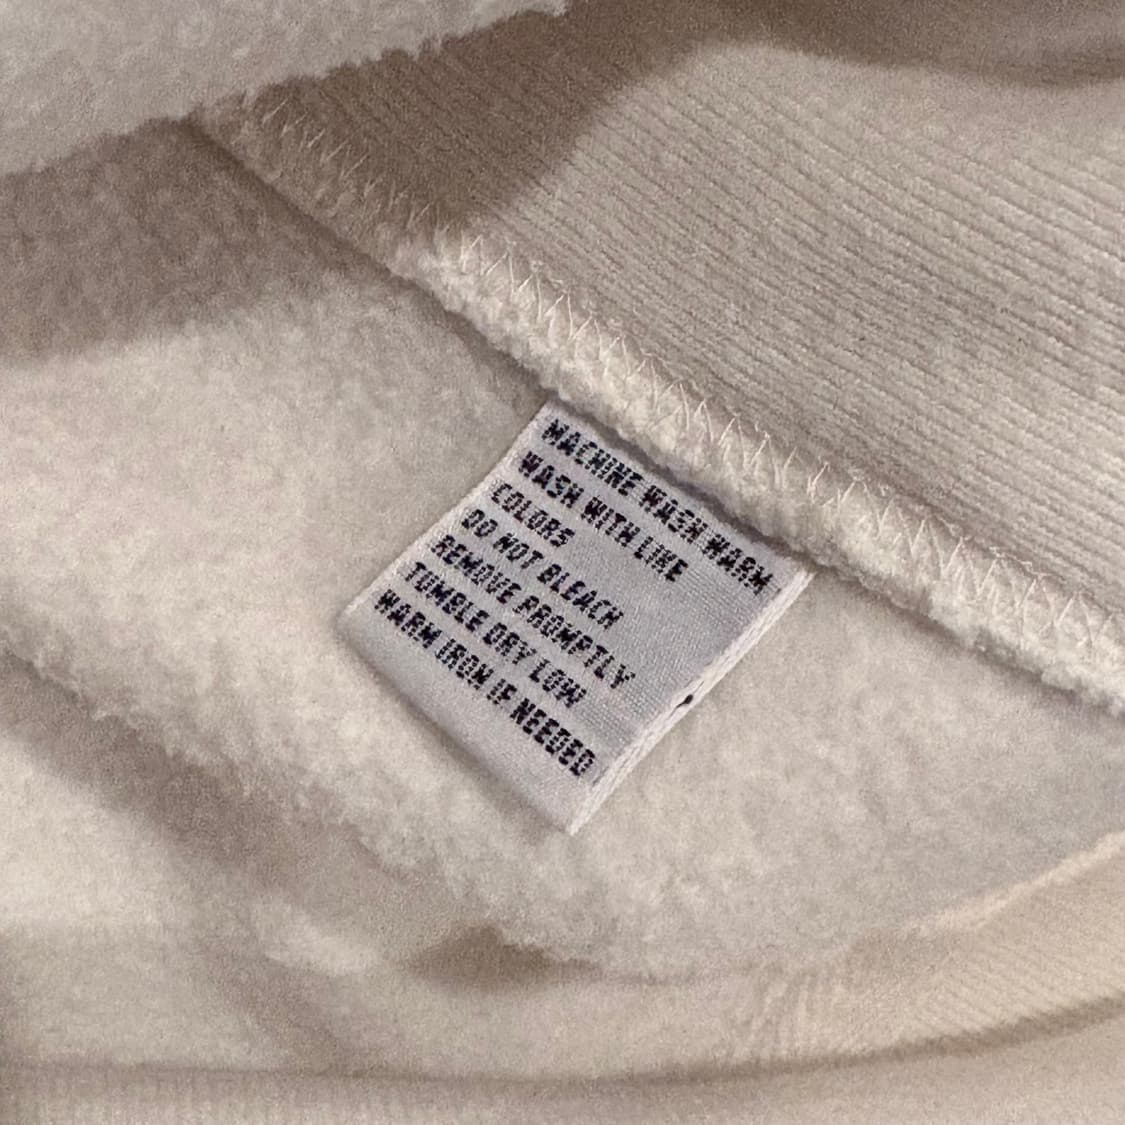 MACHINE WASH WARM
WASH WITH LIKE
COLORS
DO NOT BLEACH
REMOVE PROMPTLY
TUMBLE DRY LOW
WARM IRON IF NEEDED